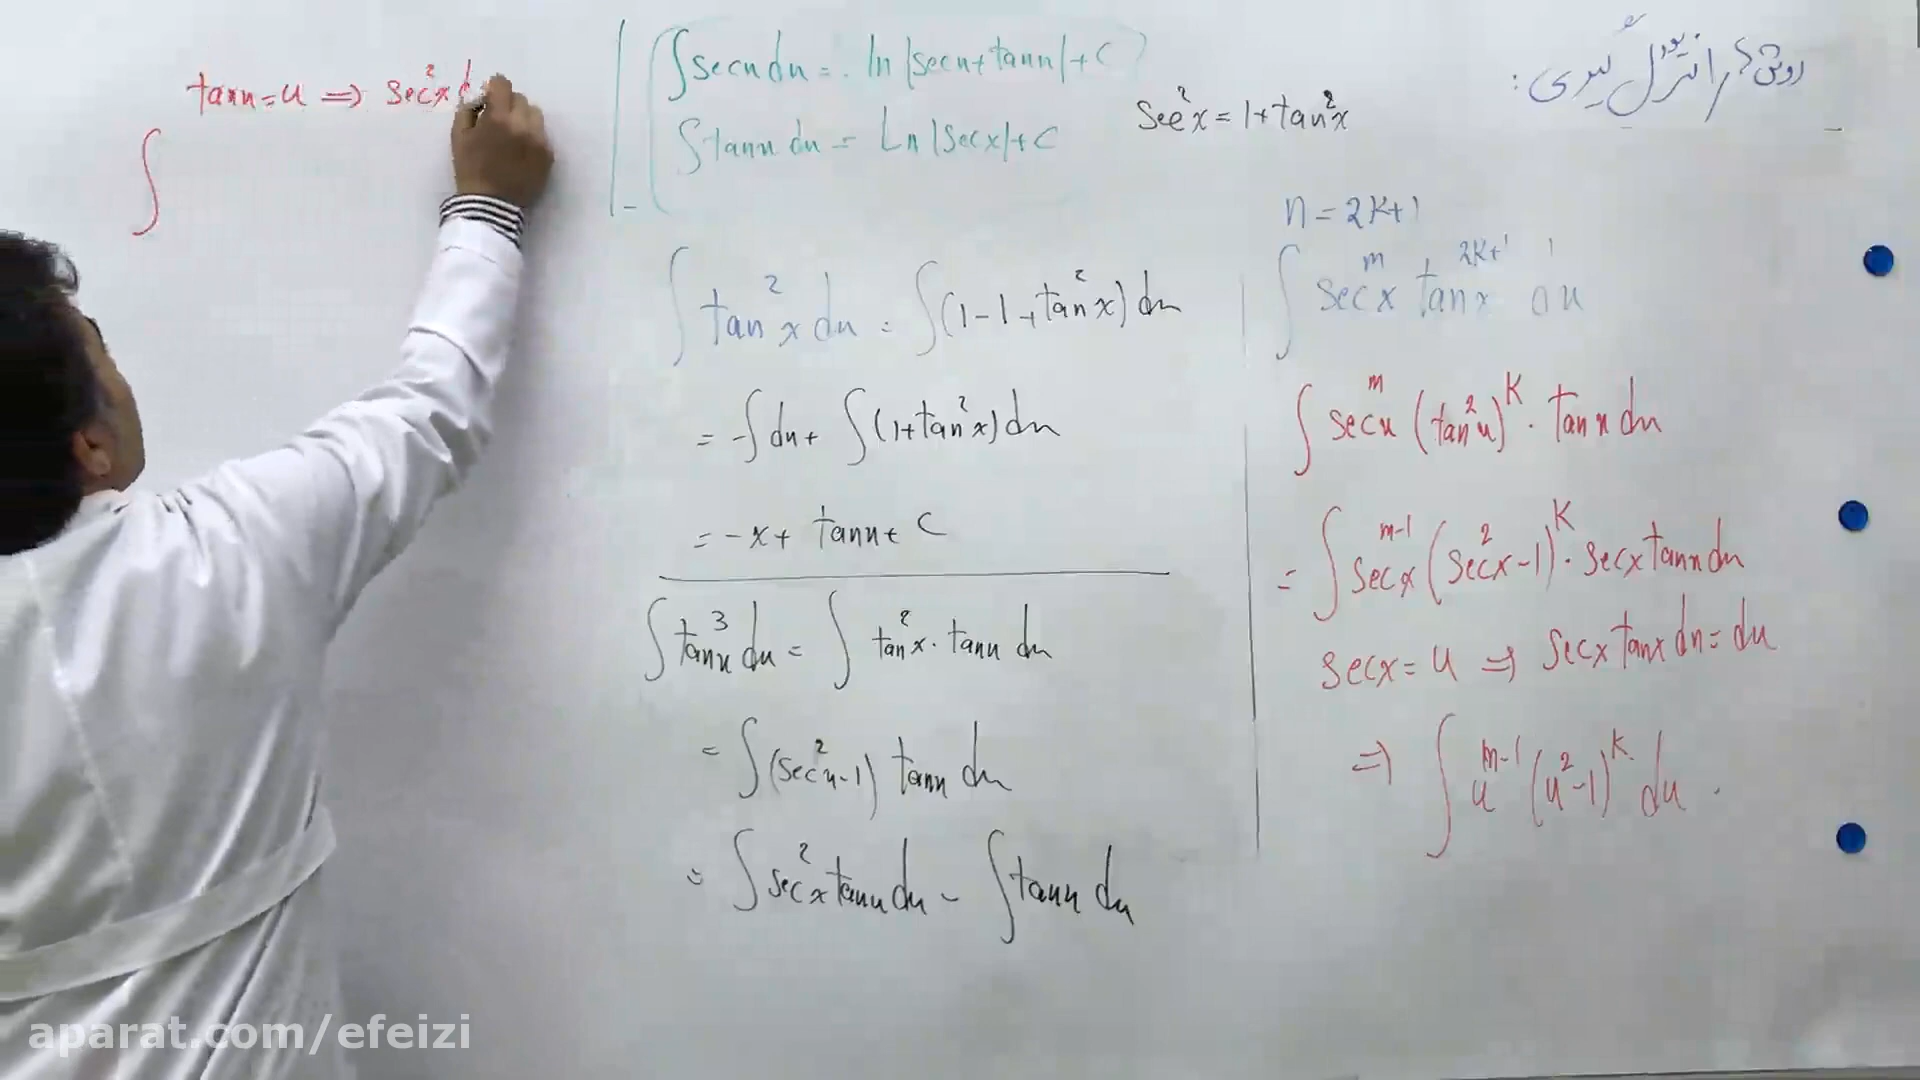 روش‌های انتگرال گیری :
∫ secx dx = ln |secx + tanx| + C
∫ tanx dx = Ln |secx| + C
sec²x = 1 + tan²x
tanx = u ⇒ sec²x d
∫
∫ tan²x dx = ∫ (1 - 1 + tan²x) dx
= -∫ dx + ∫ (1 + tan²x) dx
= -x + tanx + C
∫ tan³x dx = ∫ tan²x . tanx dx
= ∫ (sec²x - 1) tanx dx
= ∫ sec²x tanx dx - ∫ tanx dx
n = 2k+1
∫ secᵐx tan²ᵏ⁺¹x dx
∫ secᵐx (tan²x)ᴷ . tanx dx
= ∫ secᵐ⁻¹x (sec²x - 1)ᴷ . secx tanx dx
secx = u ⇒ secx tanx dx = du
⇒ ∫ uᵐ⁻¹ (u² - 1)ᴷ du .
aparat.com/efeizi